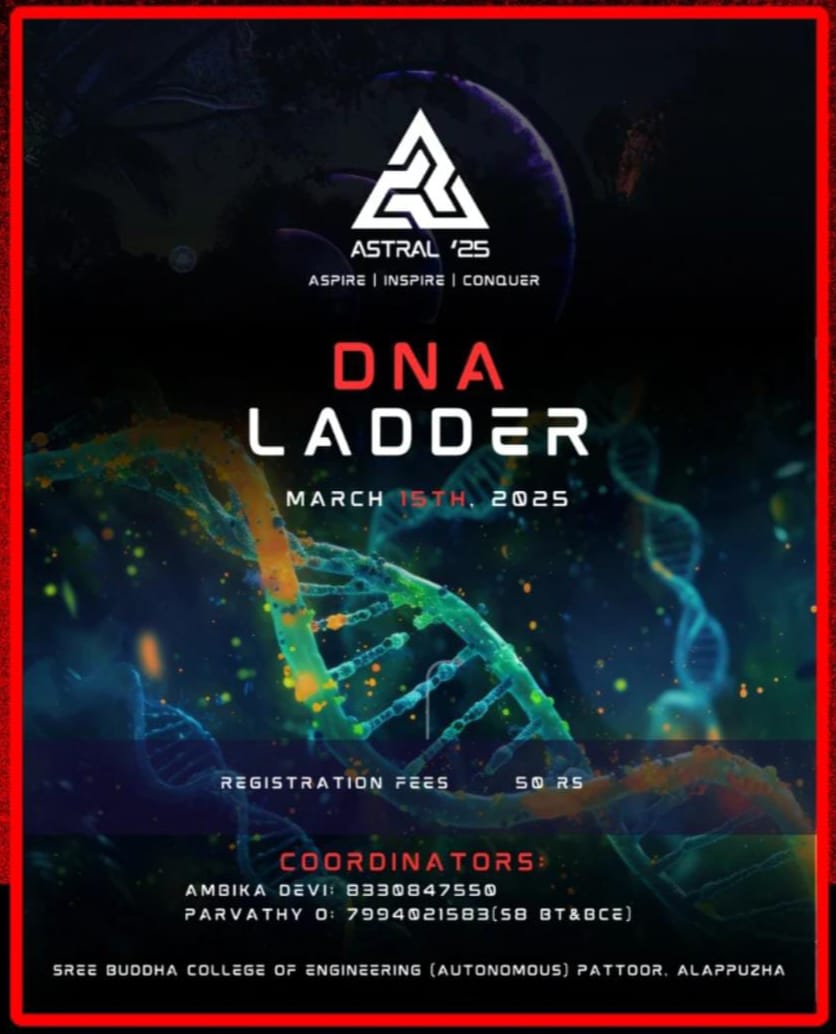 ASTRAL '25
ASPIRE | INSPIRE | CONQUER
DNA
LADDER
MARCH 15TH, 2025
REGISTRATION FEES 50 RS
COORDINATORS:
AMBIKA DEVI: 8330847550
PARVATHY O: 7994021583(S8 BT&BCE)
SREE BUDDHA COLLEGE OF ENGINEERING (AUTONOMOUS) PATTOOR, ALAPPUZHA